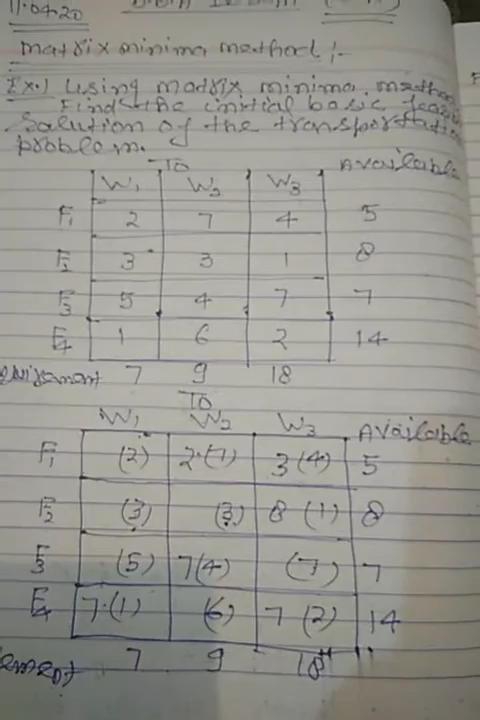 11.04.20
Matrix minima method :-
Ex.) Using matrix minima
Find the initial basic
Solution of the transportation
problem.
To
W₁ W₂ W₃ Available
F₁ 2 7 4 5
F₂ 3 3 1 8
F₃ 5 4 7 7
F₄ 1 6 2 14
7 9 18
To
W₁ W₂ W₃ Available
F₁ (2) 2·(7) 3(4) 5
F₂ (3) (3) 8 (1) 8
F₃ (5) 7(4) (7) 7
F₄ 7·(1) (6) 7 (2) 14
7 9 18